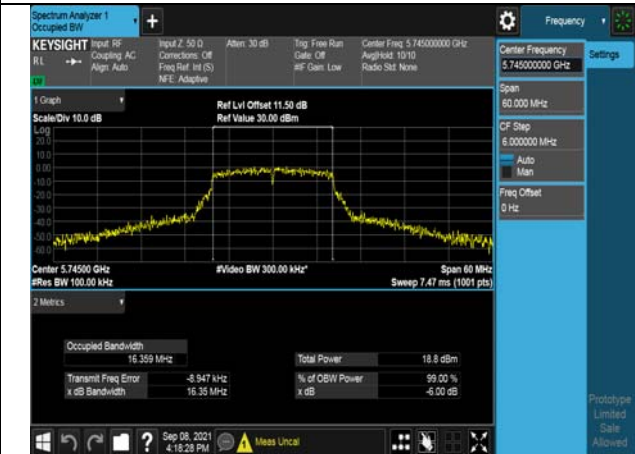 Spectrum Analyzer 1
Occupied BW
+
Frequency
KEYSIGHT
RL
Input: RF
Coupling: AC
Align: Auto
Input Z: 50 Ω
Corrections: Off
Freq Ref: Int (S)
NFE: Adaptive
Atten: 30 dB
Trig: Free Run
Gate: Off
#IF Gain: Low
Center Freq: 5.745000000 GHz
Avg|Hold: 10/10
Radio Std: None
Center Frequency
5.745000000 GHz
Settings
Span
60.000 MHz
CF Step
6.000000 MHz
Auto
Man
Freq Offset
0 Hz
1 Graph
Scale/Div 10.0 dB
Ref Lvl Offset 11.50 dB
Ref Value 30.00 dBm
Log
20.0
10.0
0.00
-10.0
-20.0
-30.0
-40.0
-50.0
-60.0
Center 5.74500 GHz
#Res BW 100.00 kHz
#Video BW 300.00 kHz*
Span 60 MHz
Sweep 7.47 ms (1001 pts)
2 Metrics
Occupied Bandwidth
16.359 MHz
Total Power 18.8 dBm
Transmit Freq Error -8.947 kHz
% of OBW Power 99.00 %
x dB Bandwidth 16.35 MHz
x dB -6.00 dB
Prototype
Limited
Sale
Allowed
?
Sep 08, 2021
4:18:28 PM
Meas Uncal